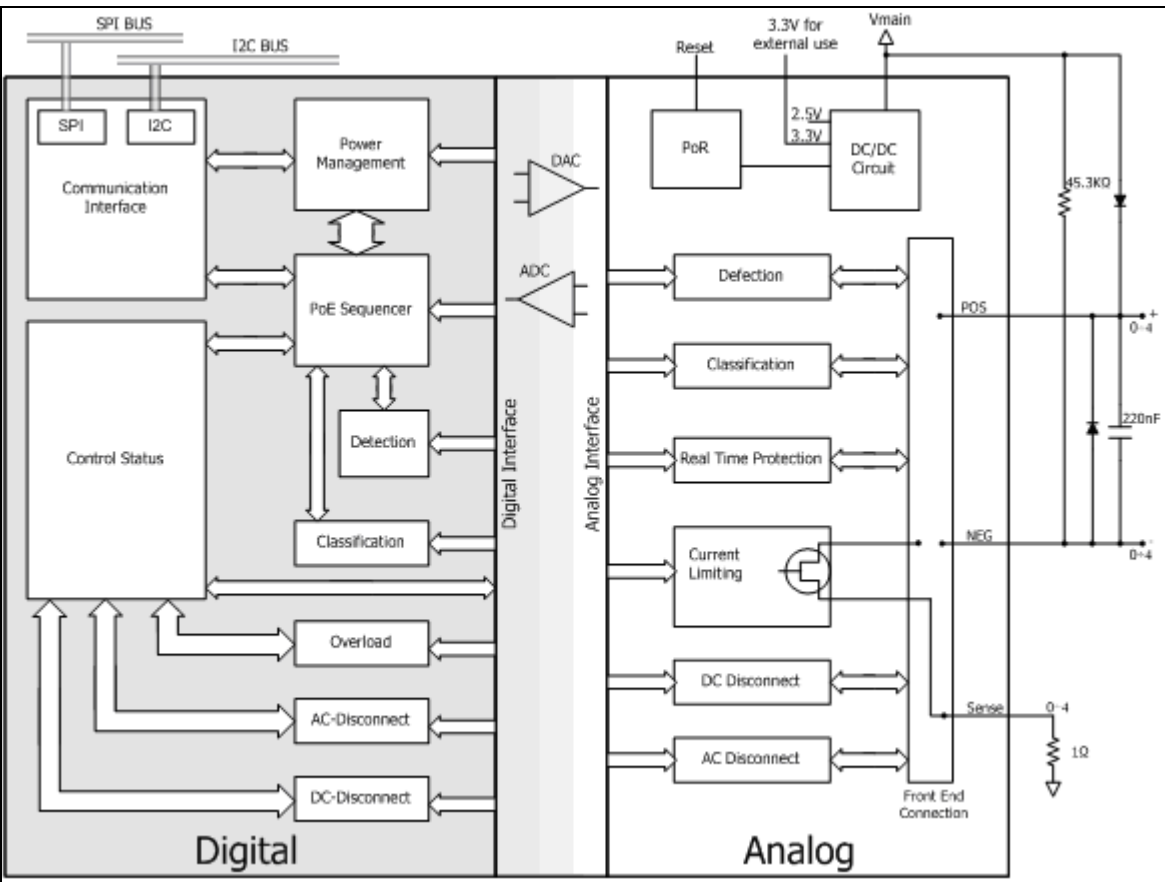 SPI BUS
I2C BUS
Reset
3.3V for
external use
Vmain
SPI
I2C
Communication
Interface
Power
Management
DAC
PoR
2.5V
3.3V
DC/DC
Circuit
45.3KΩ
PoE Sequencer
ADC
Defection
POS
+
0-4
Classification
Control Status
Detection
Digital Interface
Analog Interface
Real Time Protection
220nF
Classification
Current
Limiting
NEG
-
0÷4
Overload
DC Disconnect
AC-Disconnect
Sense
0-4
AC Disconnect
1Ω
DC-Disconnect
Front End
Connection
Digital
Analog